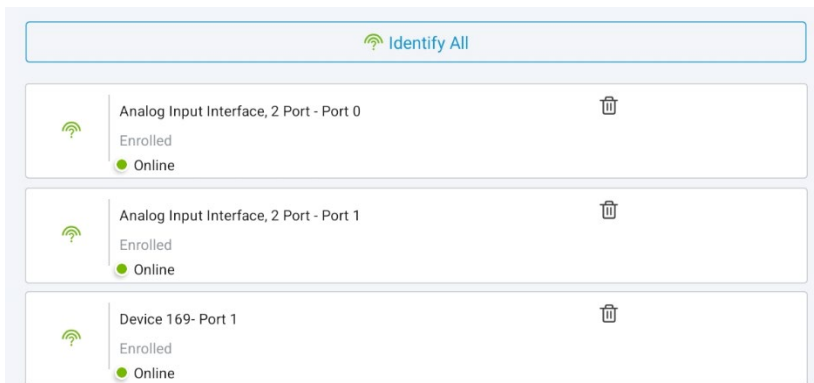 Identify All
Analog Input Interface, 2 Port - Port 0
Enrolled
Online
Analog Input Interface, 2 Port - Port 1
Enrolled
Online
Device 169- Port 1
Enrolled
Online